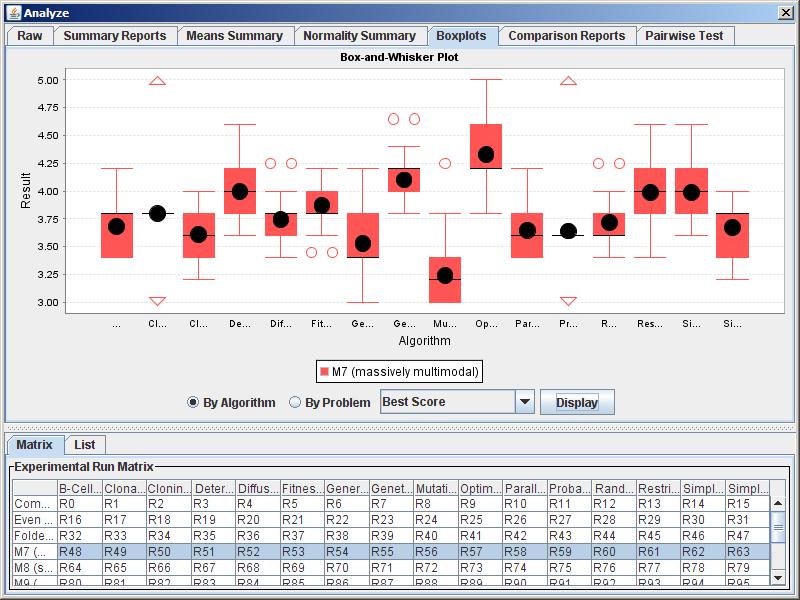 Analyze
Raw Summary Reports Means Summary Normality Summary Boxplots Comparison Reports Pairwise Test
Box-and-Whisker Plot
5.00
4.75
4.50
4.25
4.00
3.75
3.50
3.25
3.00
Result
... Cl... Cl... De... Dif... Fit... Ge... Ge... Mu... Op... Par... Pr... R... Res... Si... Si...
Algorithm
M7 (massively multimodal)
By Algorithm By Problem Best Score Display
Matrix List
Experimental Run Matrix
B-Cell... Clona... Clonin... Deter... Diffus... Fitnes... Gener... Genet... Mutati... Optim... Parall... Proba... Rand... Restri... Simpl... Simpl...
Com... R0 R1 R2 R3 R4 R5 R6 R7 R8 R9 R10 R11 R12 R13 R14 R15
Even ... R16 R17 R18 R19 R20 R21 R22 R23 R24 R25 R26 R27 R28 R29 R30 R31
Folde... R32 R33 R34 R35 R36 R37 R38 R39 R40 R41 R42 R43 R44 R45 R46 R47
M7 (... R48 R49 R50 R51 R52 R53 R54 R55 R56 R57 R58 R59 R60 R61 R62 R63
M8 (s... R64 R65 R66 R67 R68 R69 R70 R71 R72 R73 R74 R75 R76 R77 R78 R79
M9 (... R80 R81 R82 R83 R84 R85 R86 R87 R88 R89 R90 R91 R92 R93 R94 R95